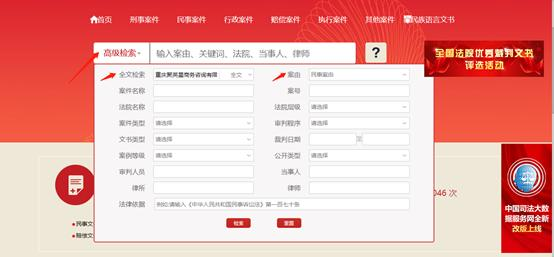 首页 刑事案件 民事案件 行政案件 赔偿案件 执行案件 其他案件 民族语言文书
高级检索 输入案由、关键词、法院、当事人、律师 ?
全国法院优秀裁判文书
评选活动
全文检索 重庆聚英星商务咨询有限 全文 案由 民事案由
案件名称 案号
法院名称 法院层级 请选择
案件类型 请选择 审判程序 请选择
文书类型 请选择 裁判日期 至
案例等级 请选择 公开类型 请选择
审判人员 当事人
律所 律师
法律依据 例如:请输入《中华人民共和国民事诉讼法》第一百七十条
检索 重置
046 次
民事文
赔偿文
中国司法大数
据服务网全新
改版上线